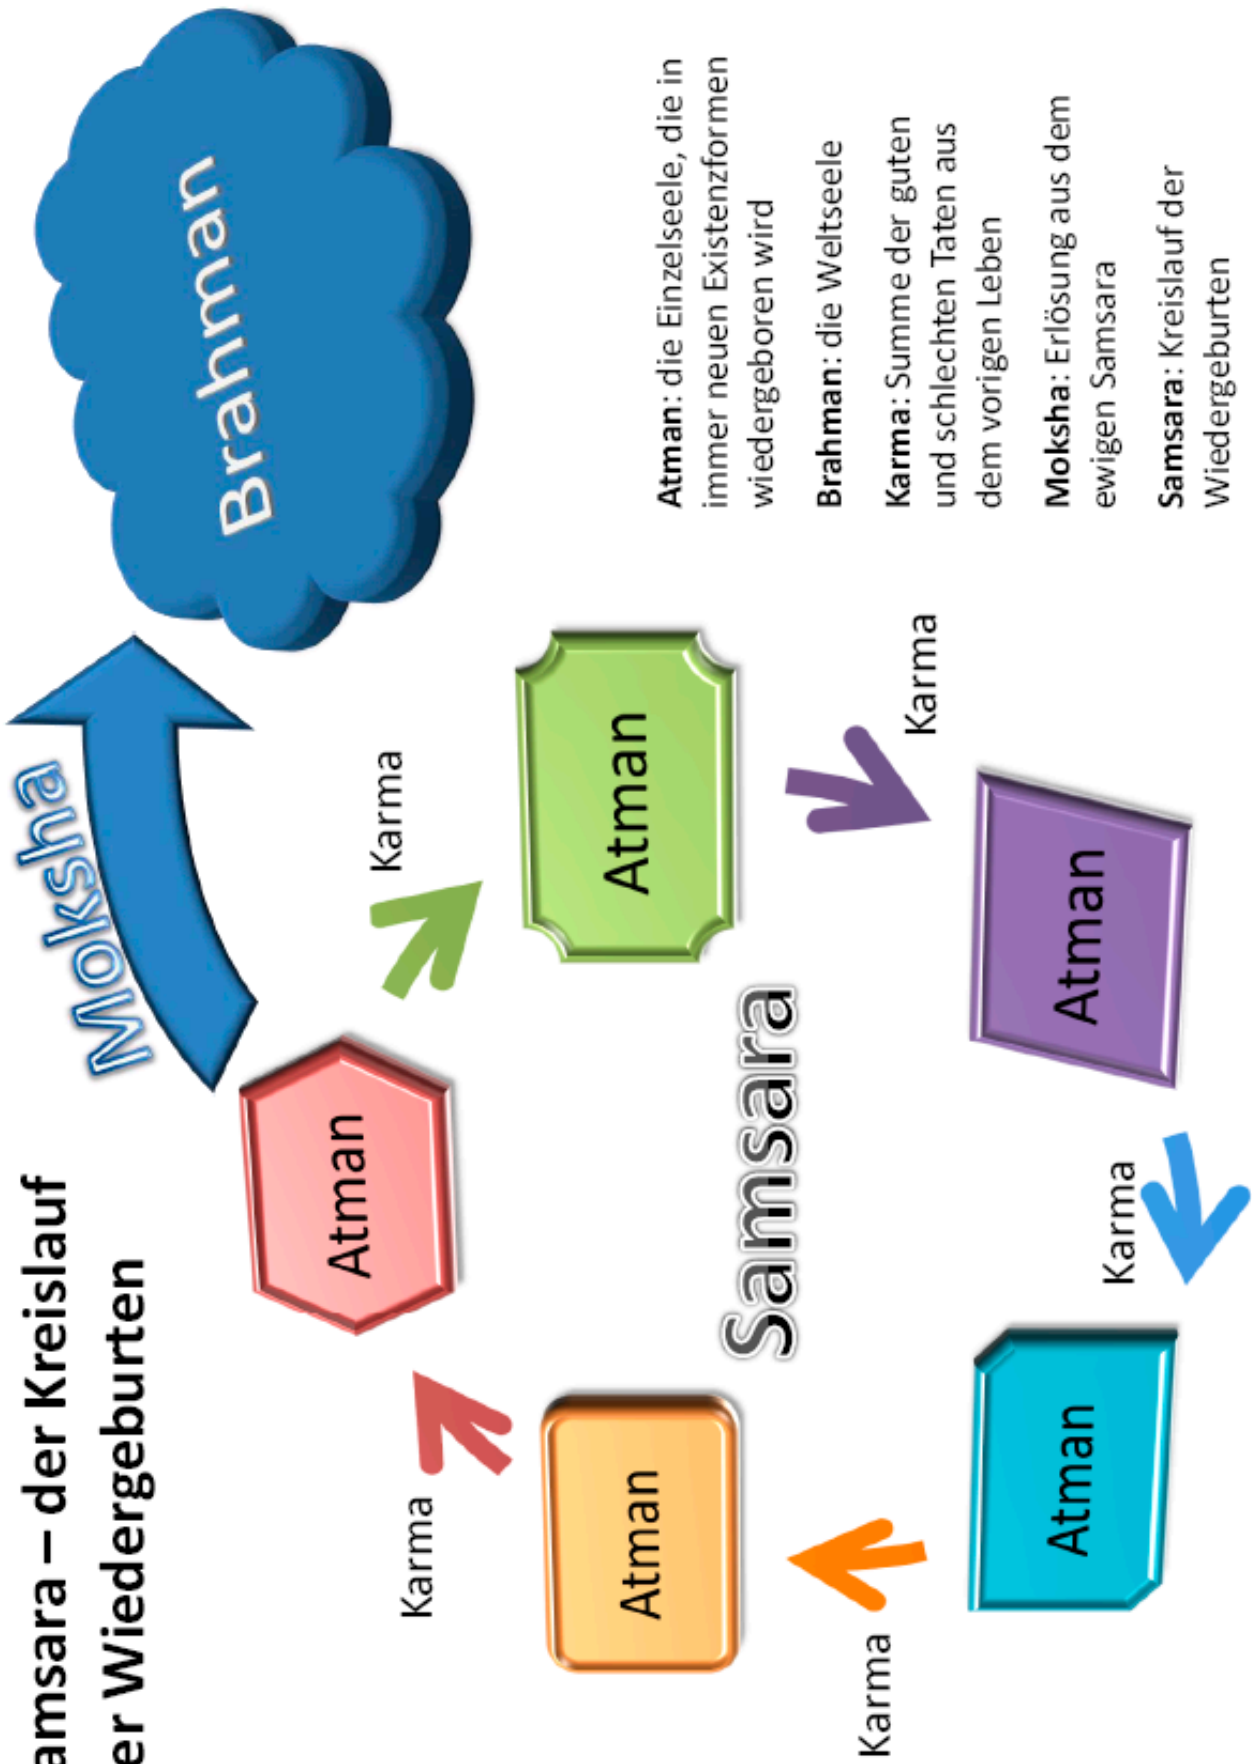 amsara – der Kreislauf
er Wiedergeburten
Moksha
Brahman
Atman
Karma
Karma
Atman
Samsara
Atman
Karma
Karma
Atman
Karma
Atman
Atman: die Einzelseele, die in
immer neuen Existenzformen
wiedergeboren wird
Brahman: die Weltseele
Karma: Summe der guten
und schlechten Taten aus
dem vorigen Leben
Moksha: Erlösung aus dem
ewigen Samsara
Samsara: Kreislauf der
Wiedergeburten